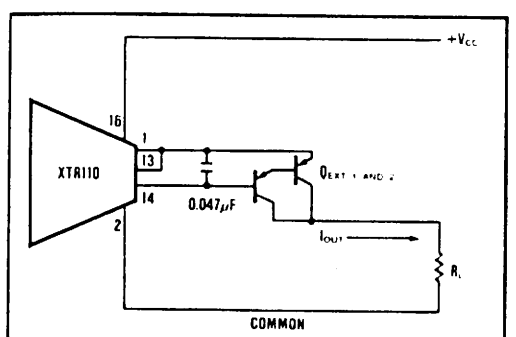 +VCC
16
1
13
XTR110
14
QEXT 1 AND 2
0.047μF
2
IOUT
RL
COMMON